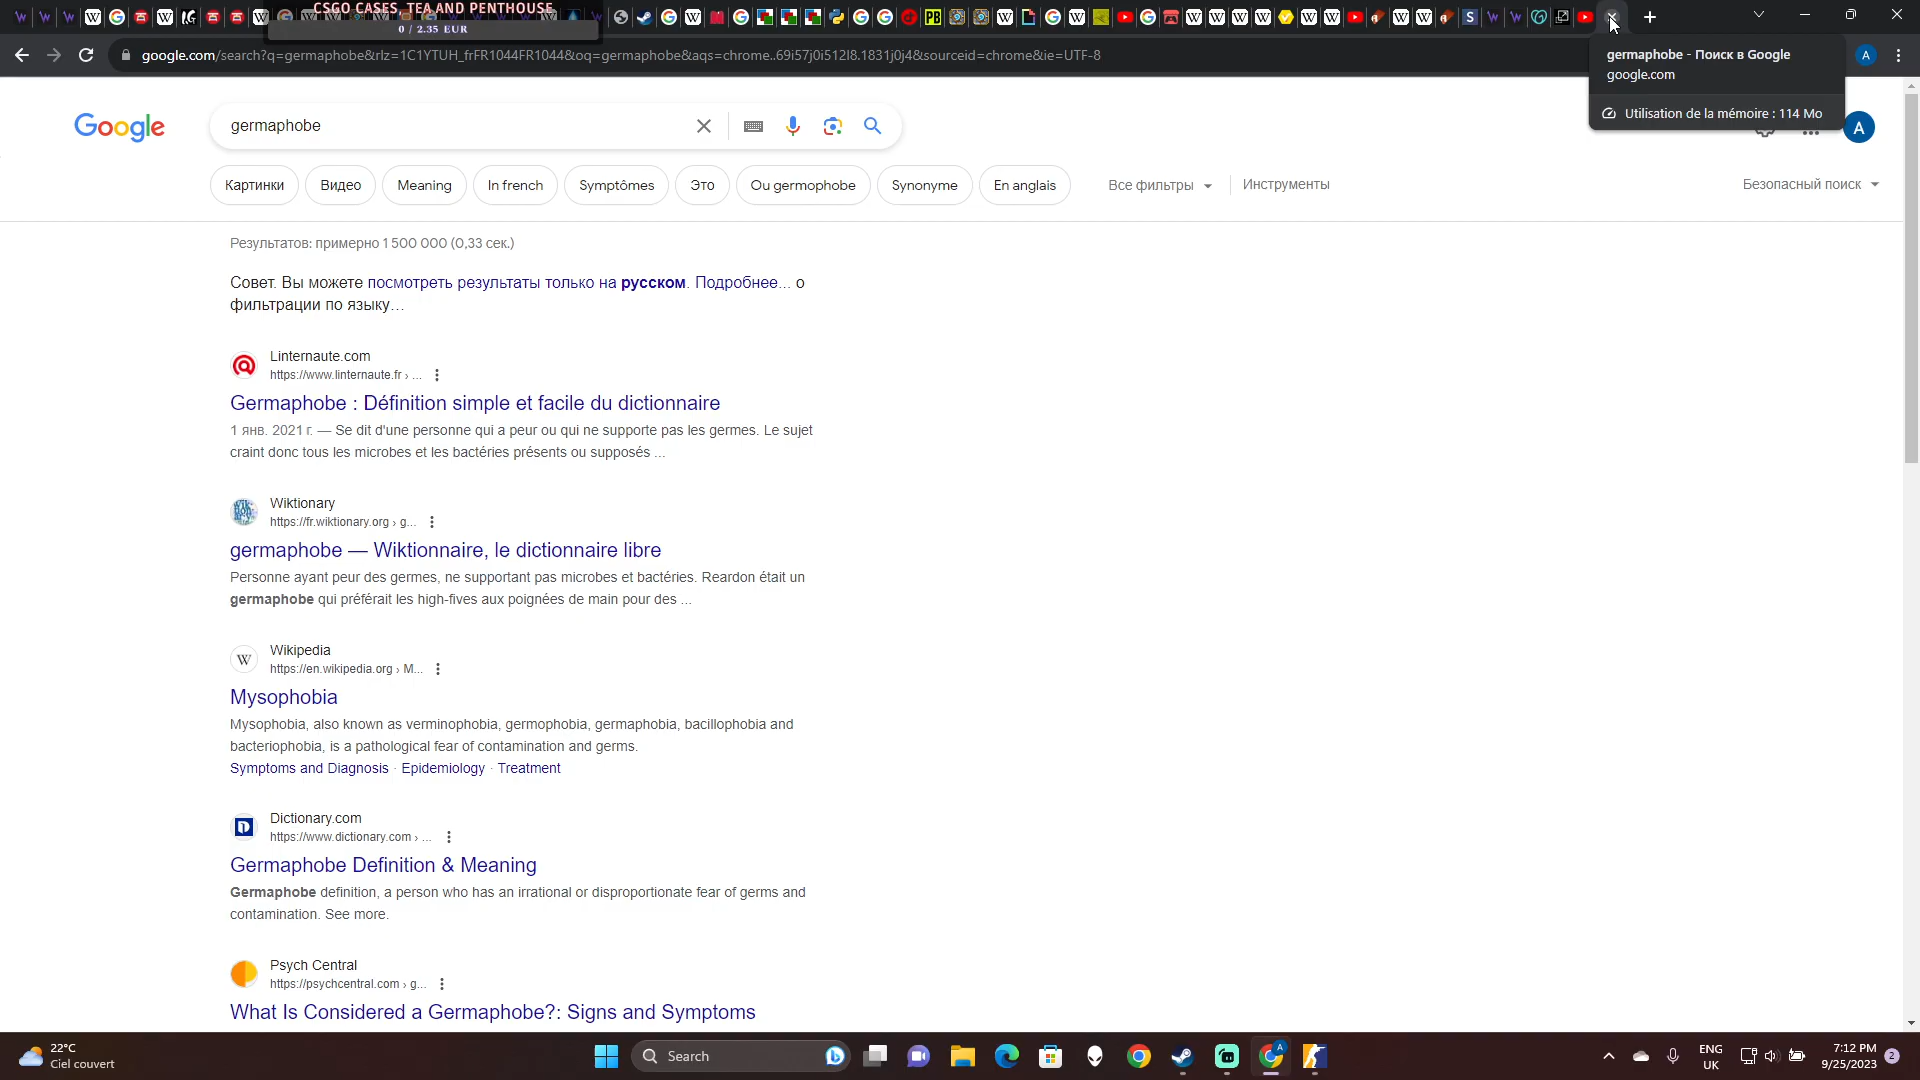 CSGO CASES, TEA AND PENTHOUSE
0 / 2.35 EUR
google.com/search?q=germaphobe&rlz=1C1YTUH_frFR1044FR1044&oq=germaphobe&aqs=chrome..69i57j0i512l8.1831j0j4&sourceid=chrome&ie=UTF-8
germaphobe - Поиск в Google
google.com
Utilisation de la mémoire : 114 Mo
A
Google
germaphobe
A
Картинки
Видео
Meaning
In french
Symptômes
Это
Ou germophobe
Synonyme
En anglais
Все фильтры
Инструменты
Безопасный поиск
Результатов: примерно 1 500 000 (0,33 сек.)
Совет. Вы можете посмотреть результаты только на русском. Подробнее... о
фильтрации по языку…
Linternaute.com
https://www.linternaute.fr › ...
Germaphobe : Définition simple et facile du dictionnaire
1 янв. 2021 г. — Se dit d'une personne qui a peur ou qui ne supporte pas les germes. Le sujet
craint donc tous les microbes et les bactéries présents ou supposés ...
Wiktionary
https://fr.wiktionary.org › g...
germaphobe — Wiktionnaire, le dictionnaire libre
Personne ayant peur des germes, ne supportant pas microbes et bactéries. Reardon était un
germaphobe qui préférait les high-fives aux poignées de main pour des ...
Wikipedia
https://en.wikipedia.org › M...
Mysophobia
Mysophobia, also known as verminophobia, germophobia, germaphobia, bacillophobia and
bacteriophobia, is a pathological fear of contamination and germs.
Symptoms and Diagnosis · Epidemiology · Treatment
Dictionary.com
https://www.dictionary.com › ...
Germaphobe Definition & Meaning
Germaphobe definition, a person who has an irrational or disproportionate fear of germs and
contamination. See more.
Psych Central
https://psychcentral.com › g...
What Is Considered a Germaphobe?: Signs and Symptoms
22°C
Ciel couvert
Search
ENG
UK
7:12 PM
9/25/2023
2